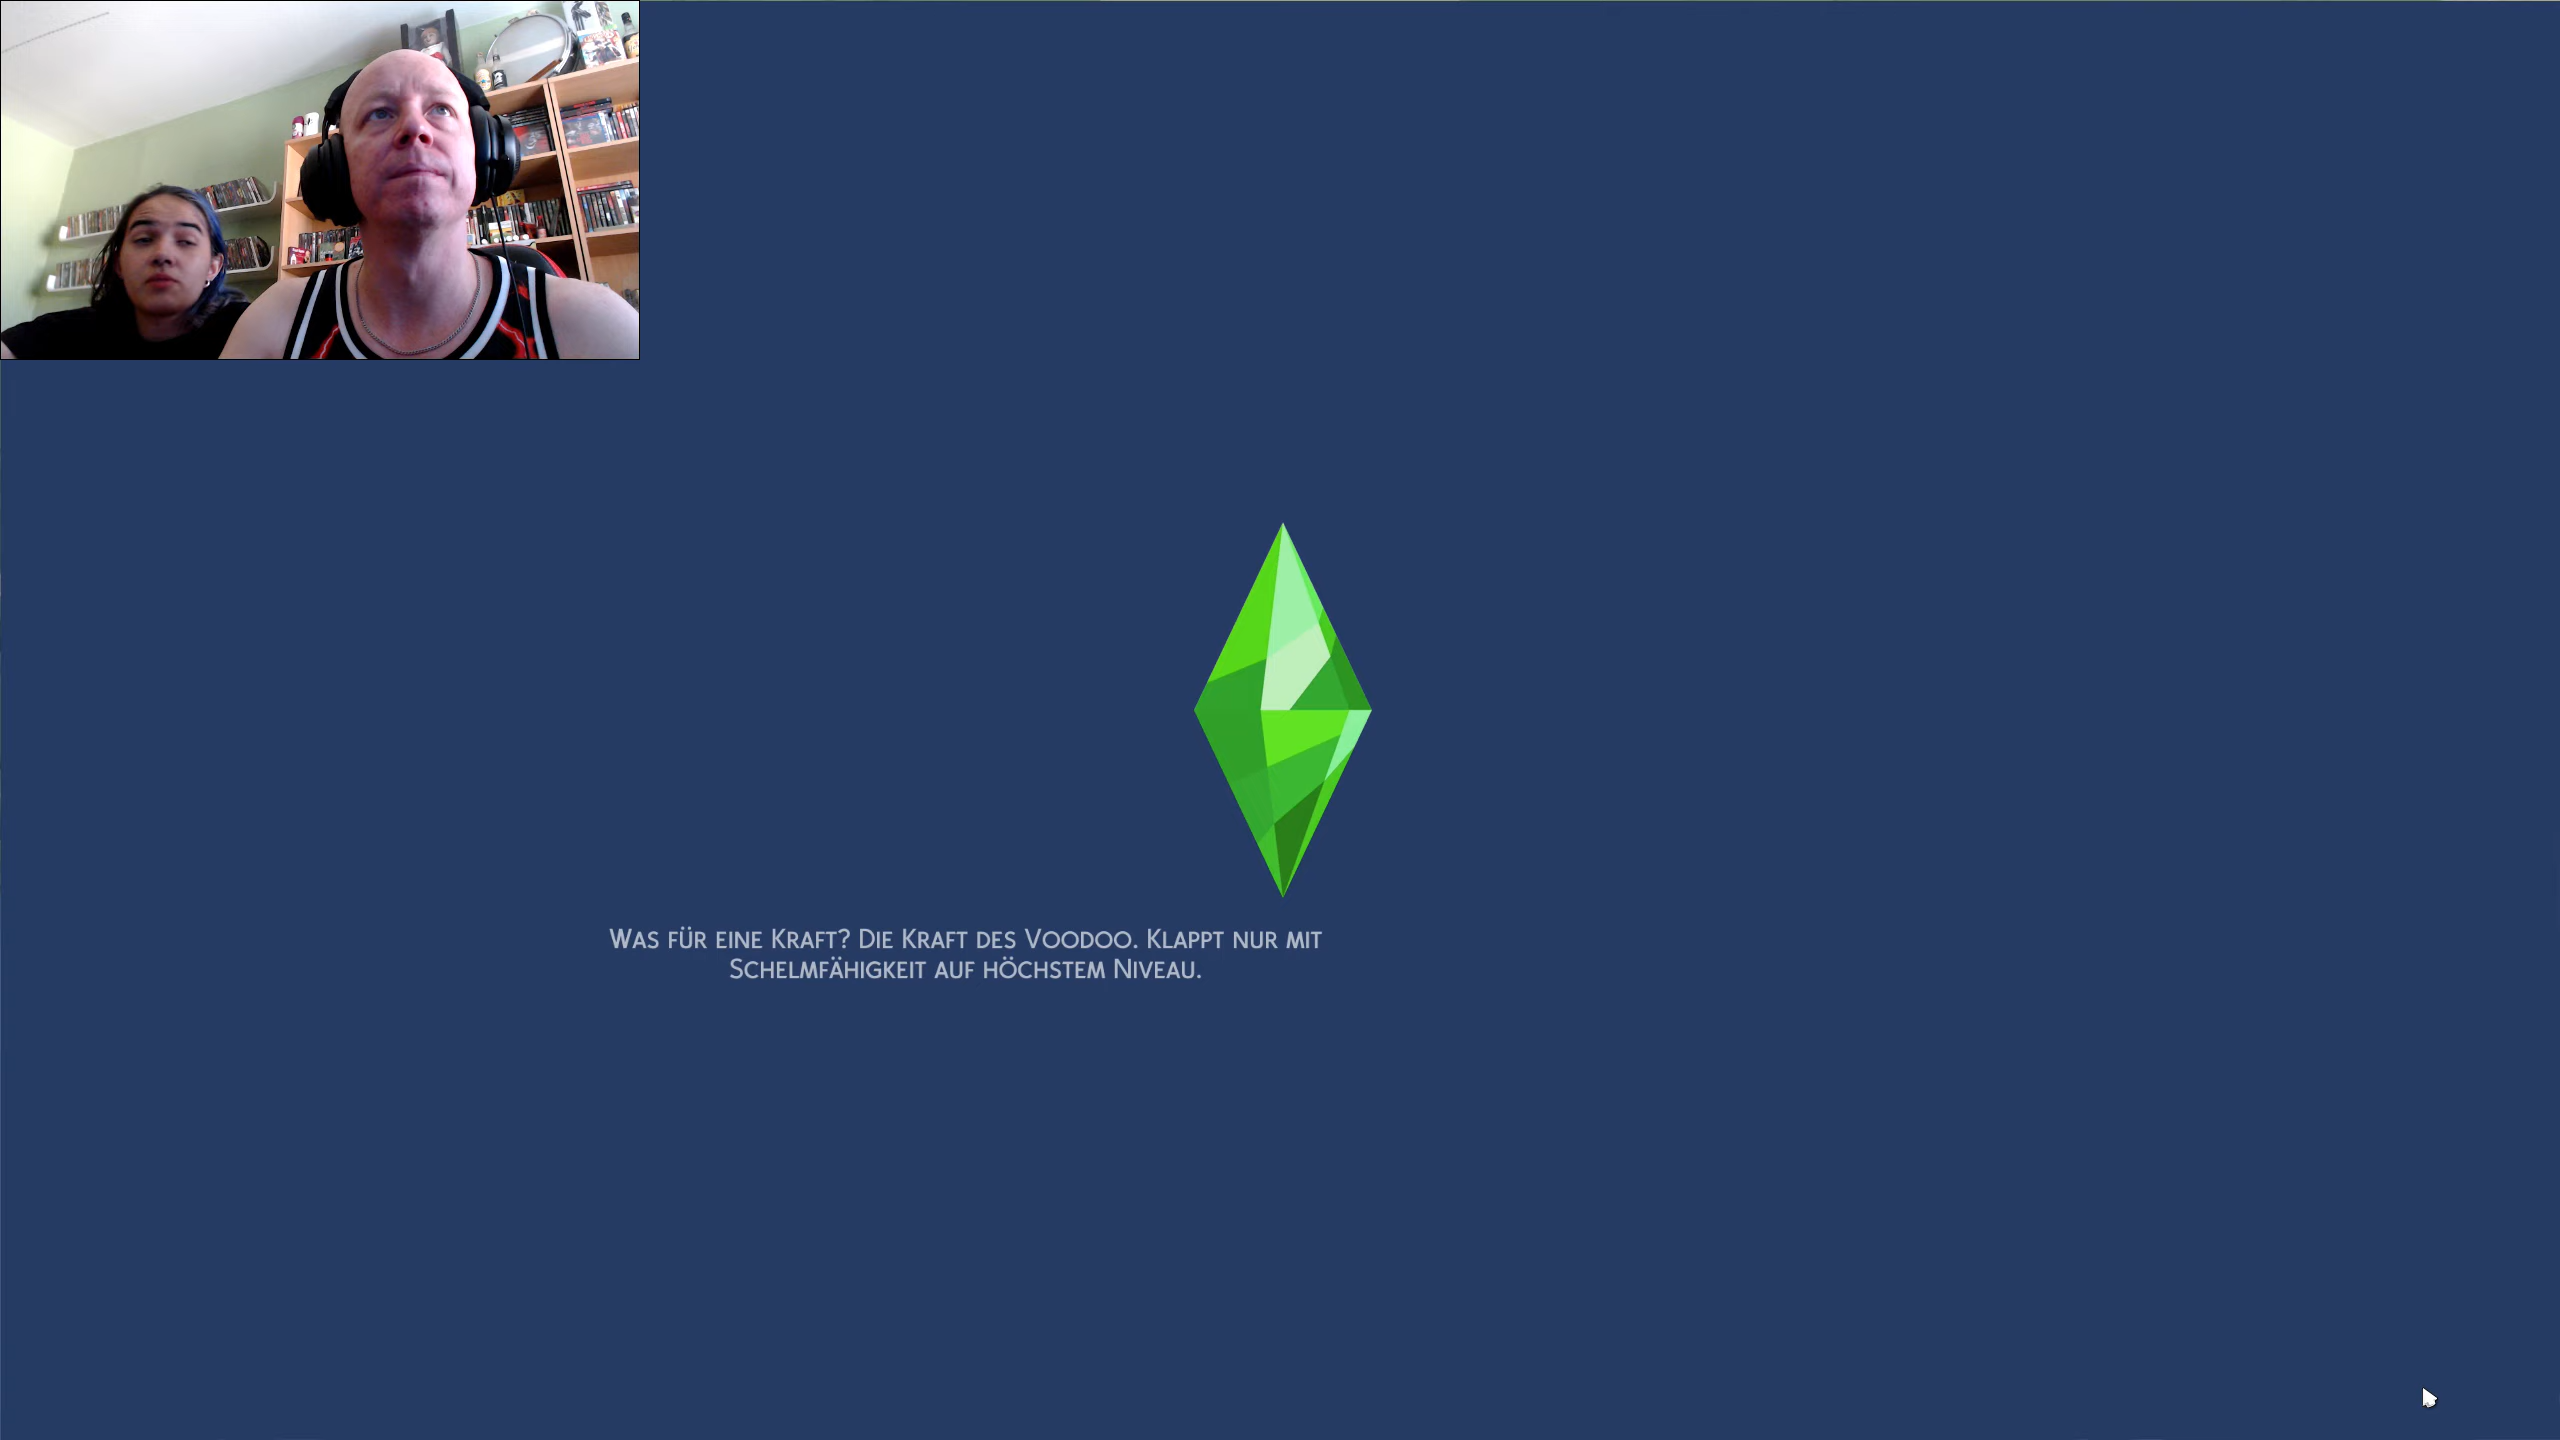 Was für eine Kraft? Die Kraft des Voodoo. Klappt nur mit
Schelmfähigkeit auf höchstem Niveau.